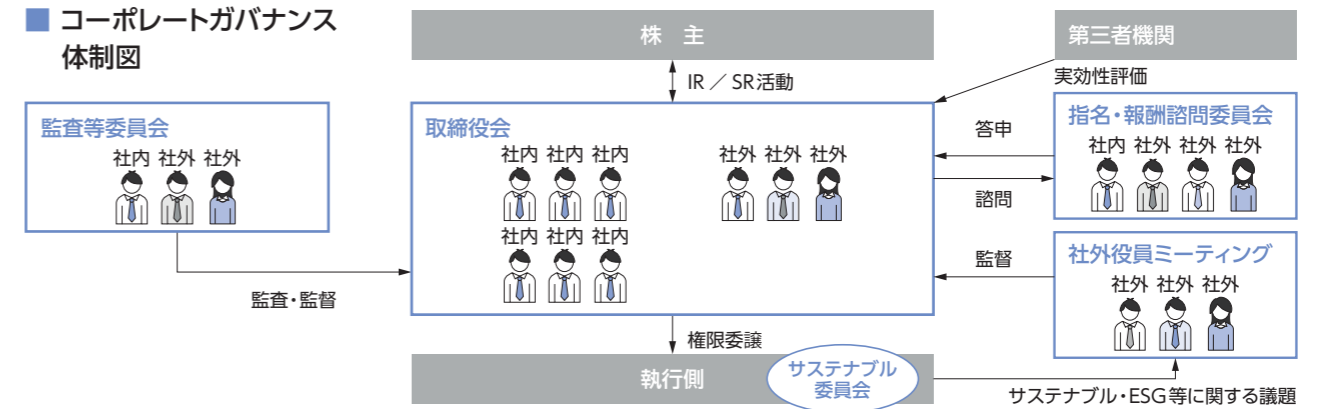 コーポレートガバナンス
体制図
株 主
第三者機関
IR ／ SR活動
実効性評価
監査等委員会
社内 社外 社外
監査・監督
取締役会
社内 社内 社内
社外 社外 社外
社内 社内 社内
答申
諮問
指名・報酬諮問委員会
社内 社外 社外 社外
監督
社外役員ミーティング
社外 社外 社外
権限委譲
執行側
サステナブル
委員会
サステナブル・ESG等に関する議題